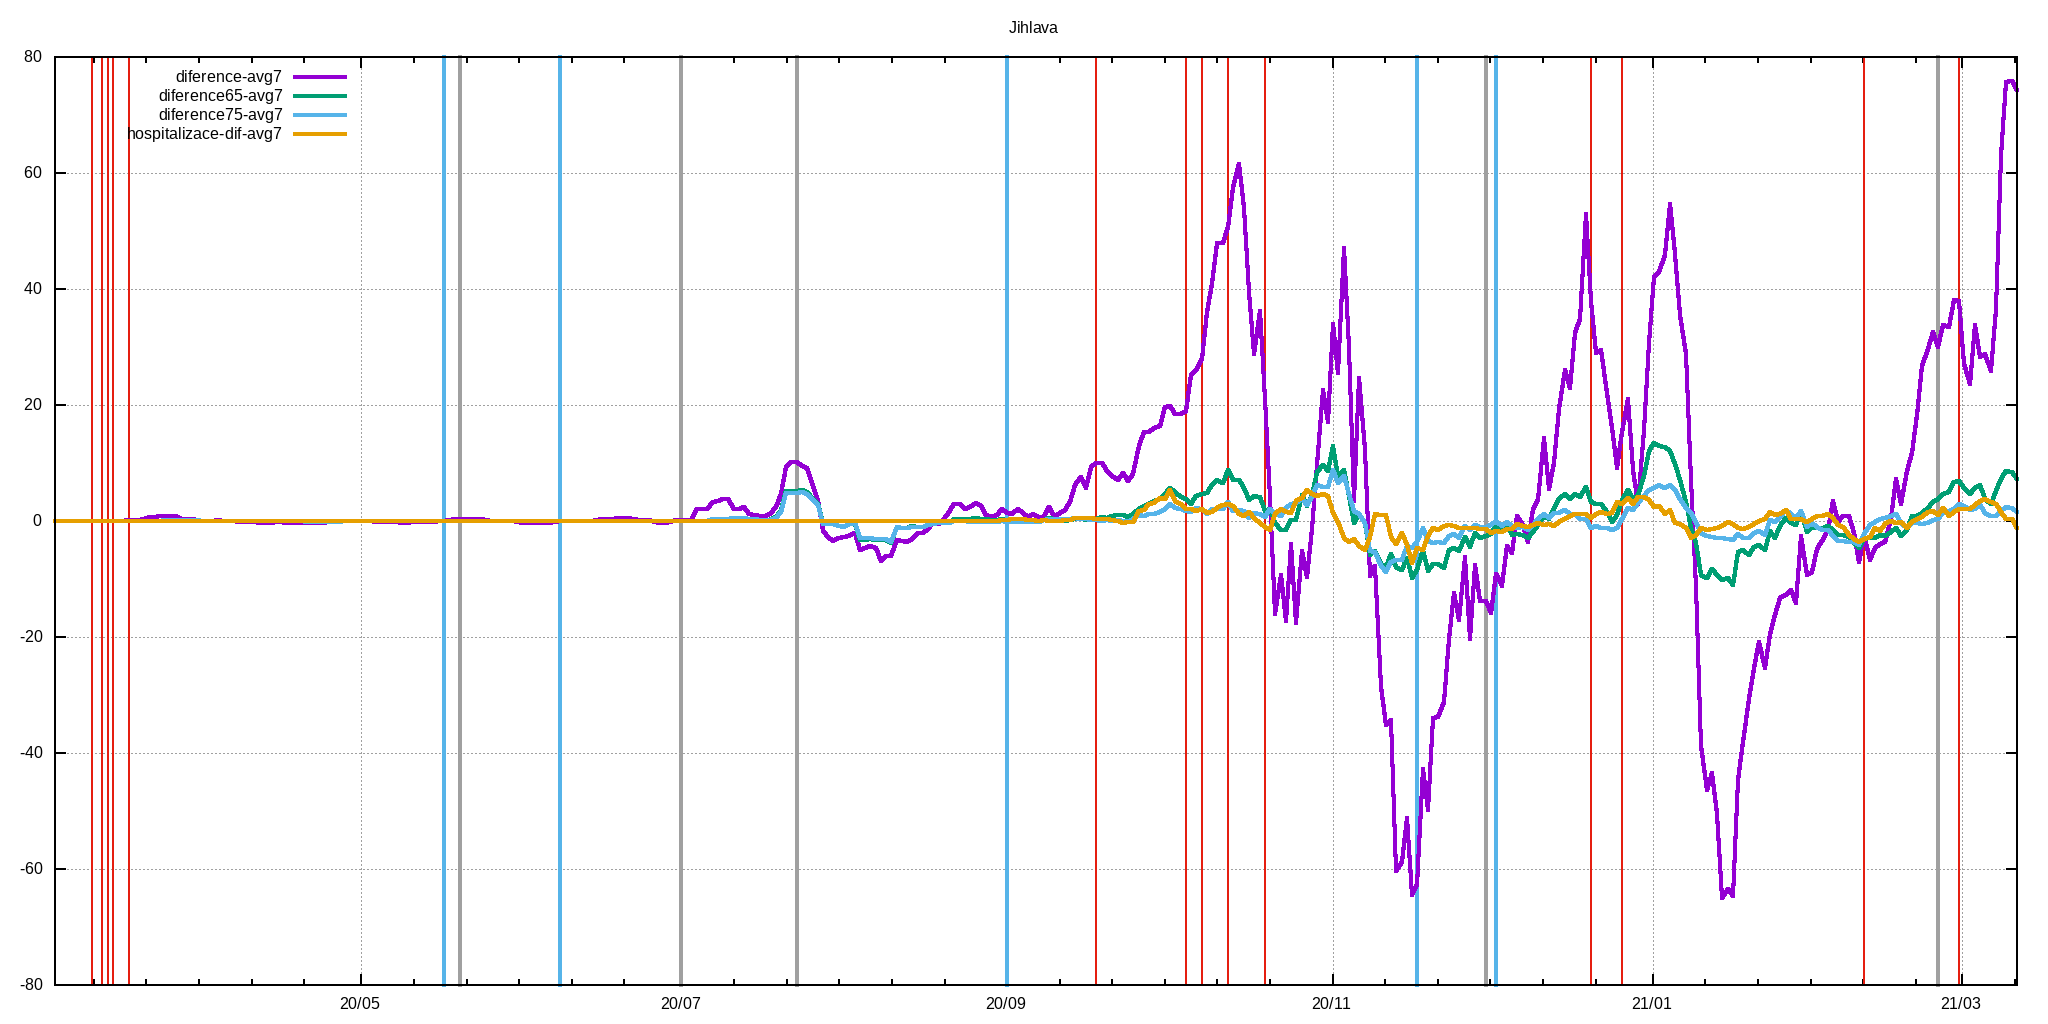 Jihlava
80
60
40
20
0
-20
-40
-60
-80
diference-avg7
diference65-avg7
diference75-avg7
hospitalizace-dif-avg7
20/05 20/07 20/09 20/11 21/01 21/03